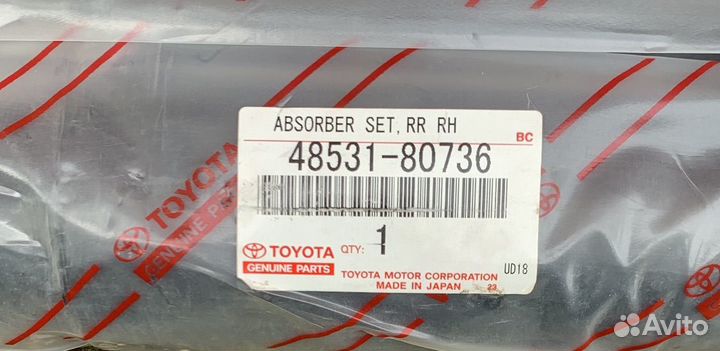 ABSORBER SET, RR RH
BC
48531-80736
TOYOTA QTY: 1
GENUINE PARTS
TOYOTA MOTOR CORPORATION
MADE IN JAPAN 23
UD18
TOYOTA
GENUINE PARTS
Avito